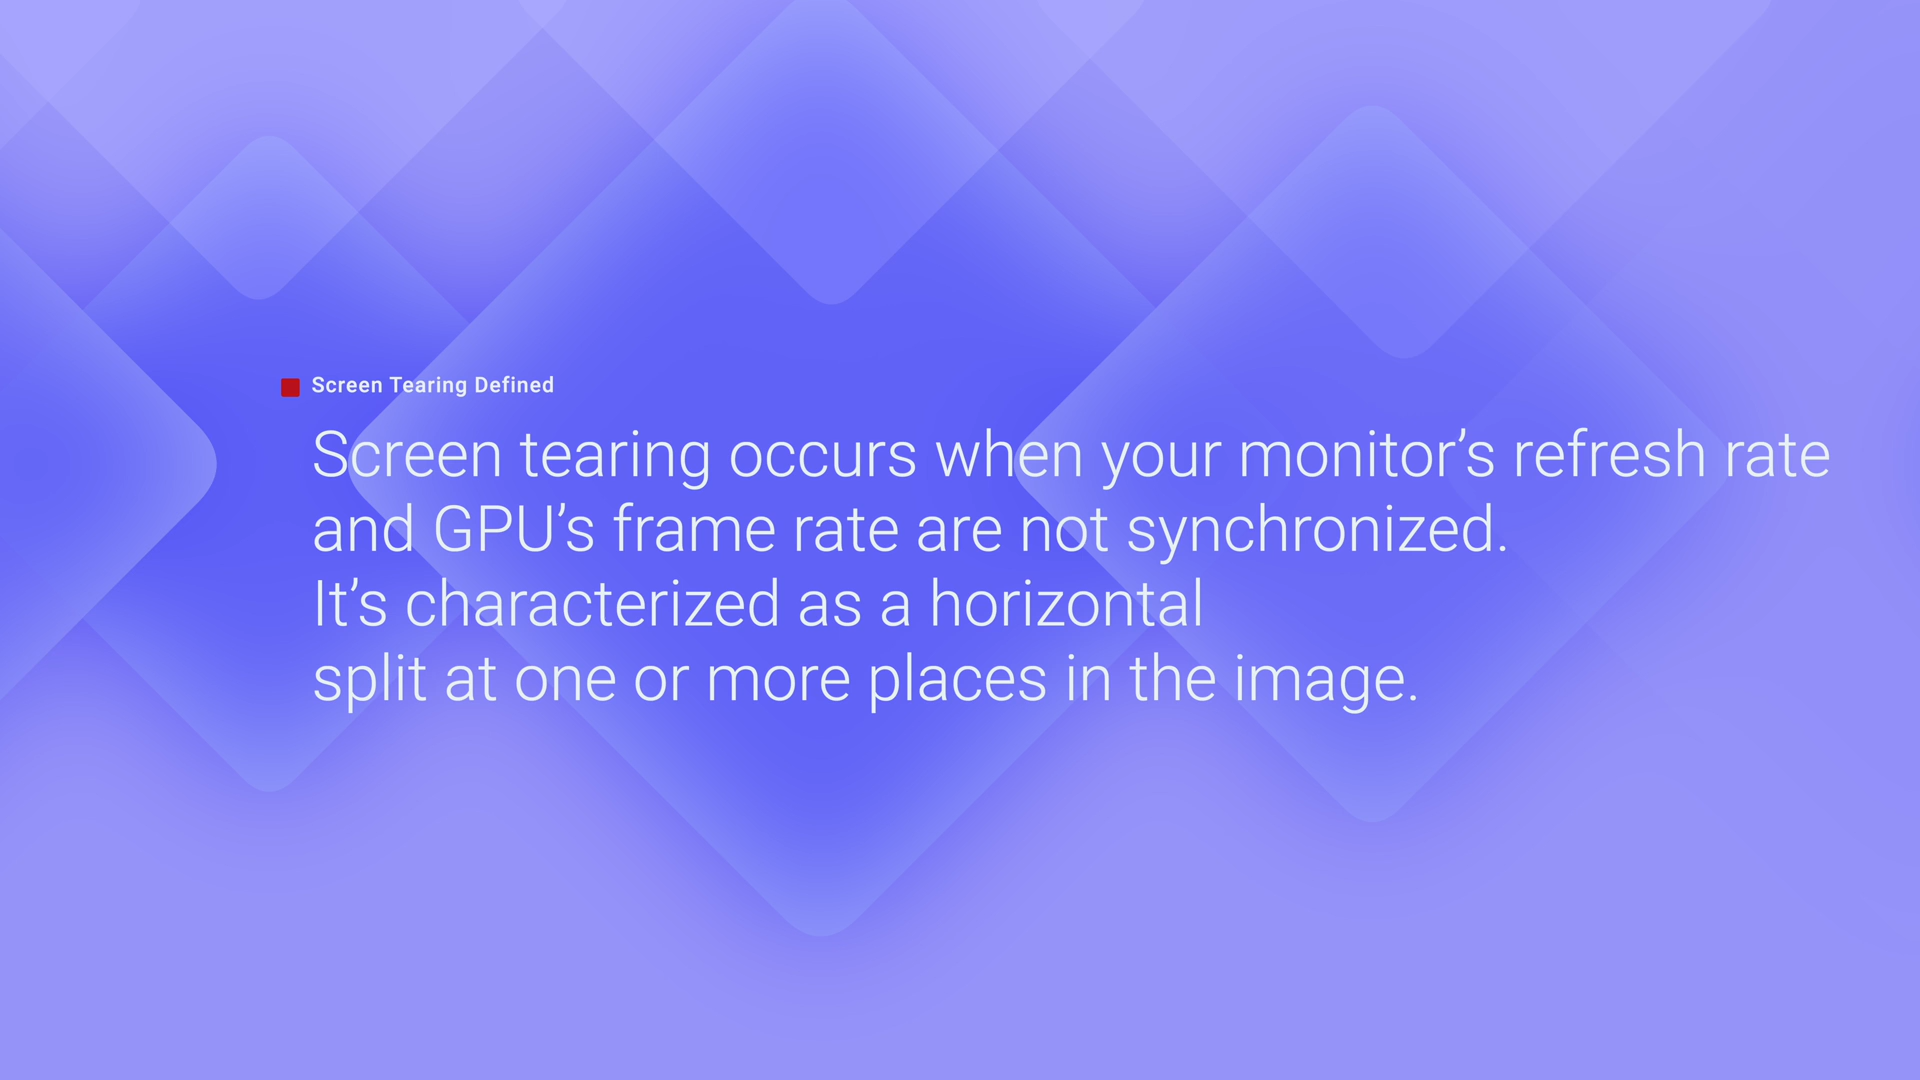 Screen Tearing Defined
Screen tearing occurs when your monitor’s refresh rate
and GPU’s frame rate are not synchronized.
It’s characterized as a horizontal
split at one or more places in the image.